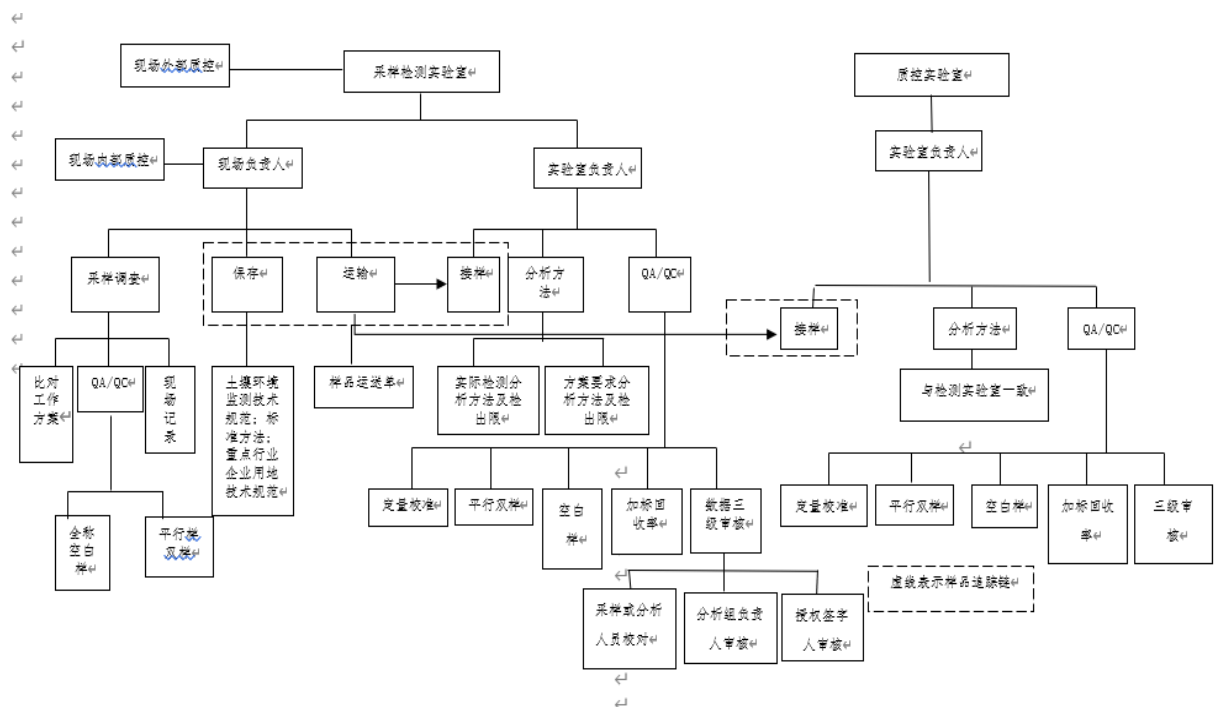 现场外部质控
采样检测实验室
质控实验室
现场内部质控
现场负责人
实验室负责人
实验室负责人
采样调查
保存
运输
接样
分析方
法
QA/QC
接样
分析方法
QA/QC
比对
工作
方案
QA/QC
现
场
记
录
土壤环境
监测技术
规范；标
准方法；
重点行业
企业用地
技术规范
样品运送单
实际检测分
析方法及检
出限
方案要求分
析方法及检
出限
与检测实验室一致
全称
空白
样
平行样
双样
定量校准
平行双样
空白
样
加标回
收率
数据三
级审核
定量校准
平行双样
空白样
加标回收
率
三级审
核
采样或分析
人员校对
分析组负责
人审核
授权签字
人审核
虚线表示样品追踪链